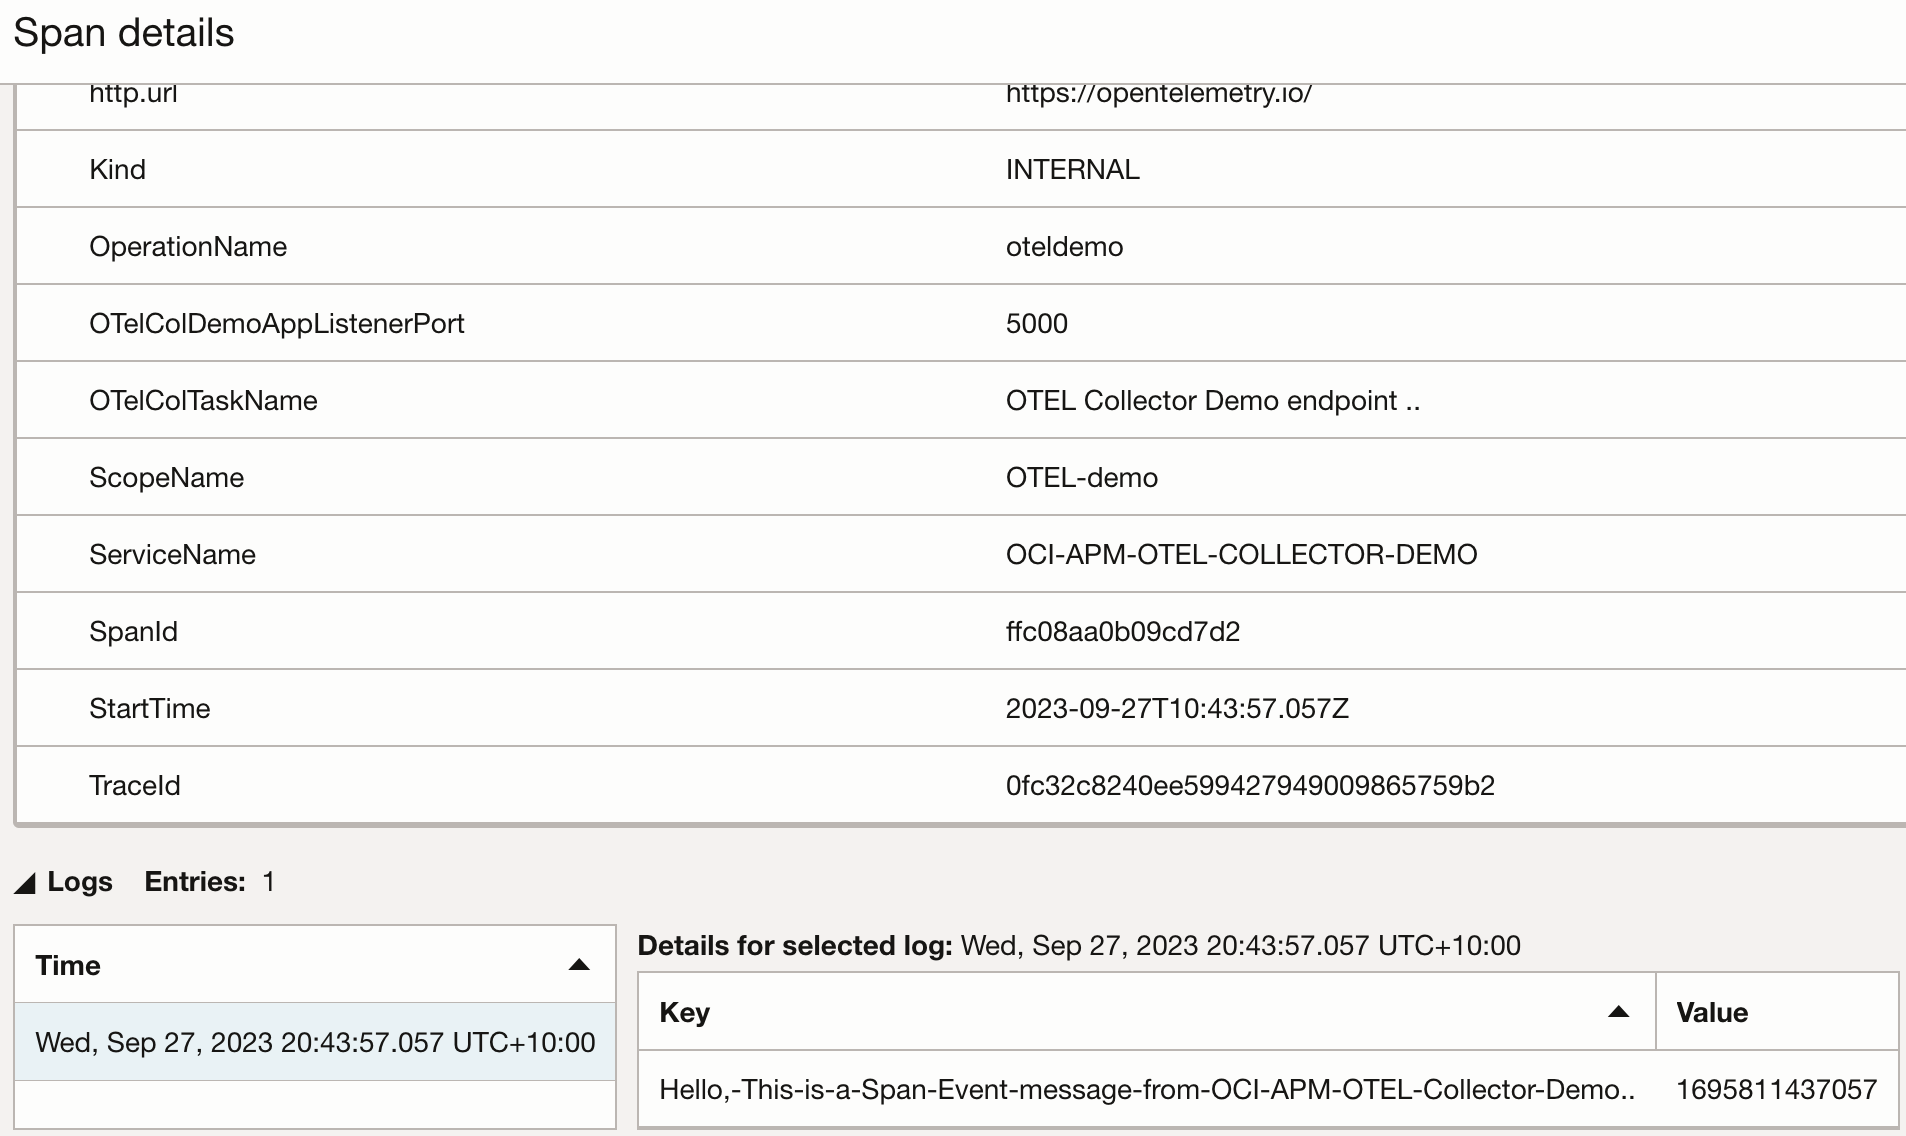 Span details
http.url https://opentelemetry.io/
Kind INTERNAL
OperationName oteldemo
OTelColDemoAppListenerPort 5000
OTelColTaskName OTEL Collector Demo endpoint ..
ScopeName OTEL-demo
ServiceName OCI-APM-OTEL-COLLECTOR-DEMO
SpanId ffc08aa0b09cd7d2
StartTime 2023-09-27T10:43:57.057Z
TraceId 0fc32c8240ee599427949009865759b2
Logs Entries: 1
Time
Wed, Sep 27, 2023 20:43:57.057 UTC+10:00
Details for selected log: Wed, Sep 27, 2023 20:43:57.057 UTC+10:00
Key Value
Hello,-This-is-a-Span-Event-message-from-OCI-APM-OTEL-Collector-Demo.. 1695811437057